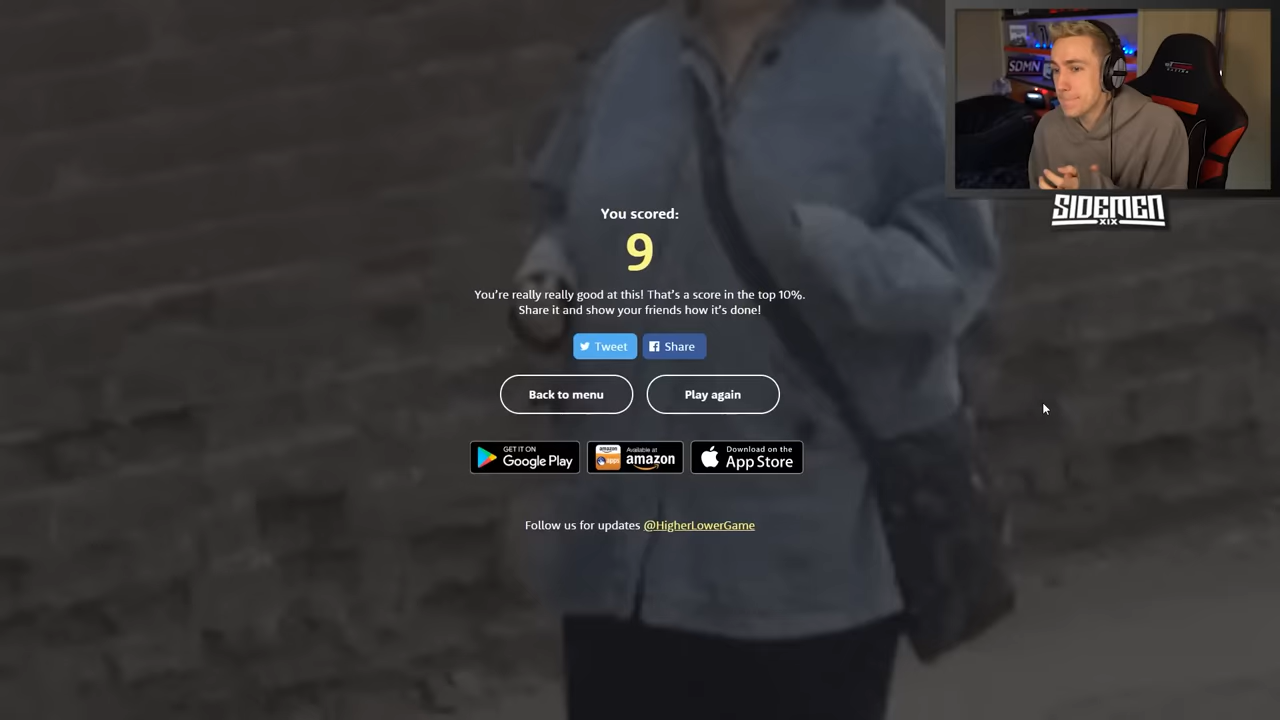 SDMN
SIDEMEN
XIX
You scored:
9
You're really really good at this! That's a score in the top 10%.
Share it and show your friends how it's done!
Tweet
Share
Back to menu
Play again
GET IT ON
Google Play
amazon
apps
Available at
amazon
Download on the
App Store
Follow us for updates @HigherLowerGame